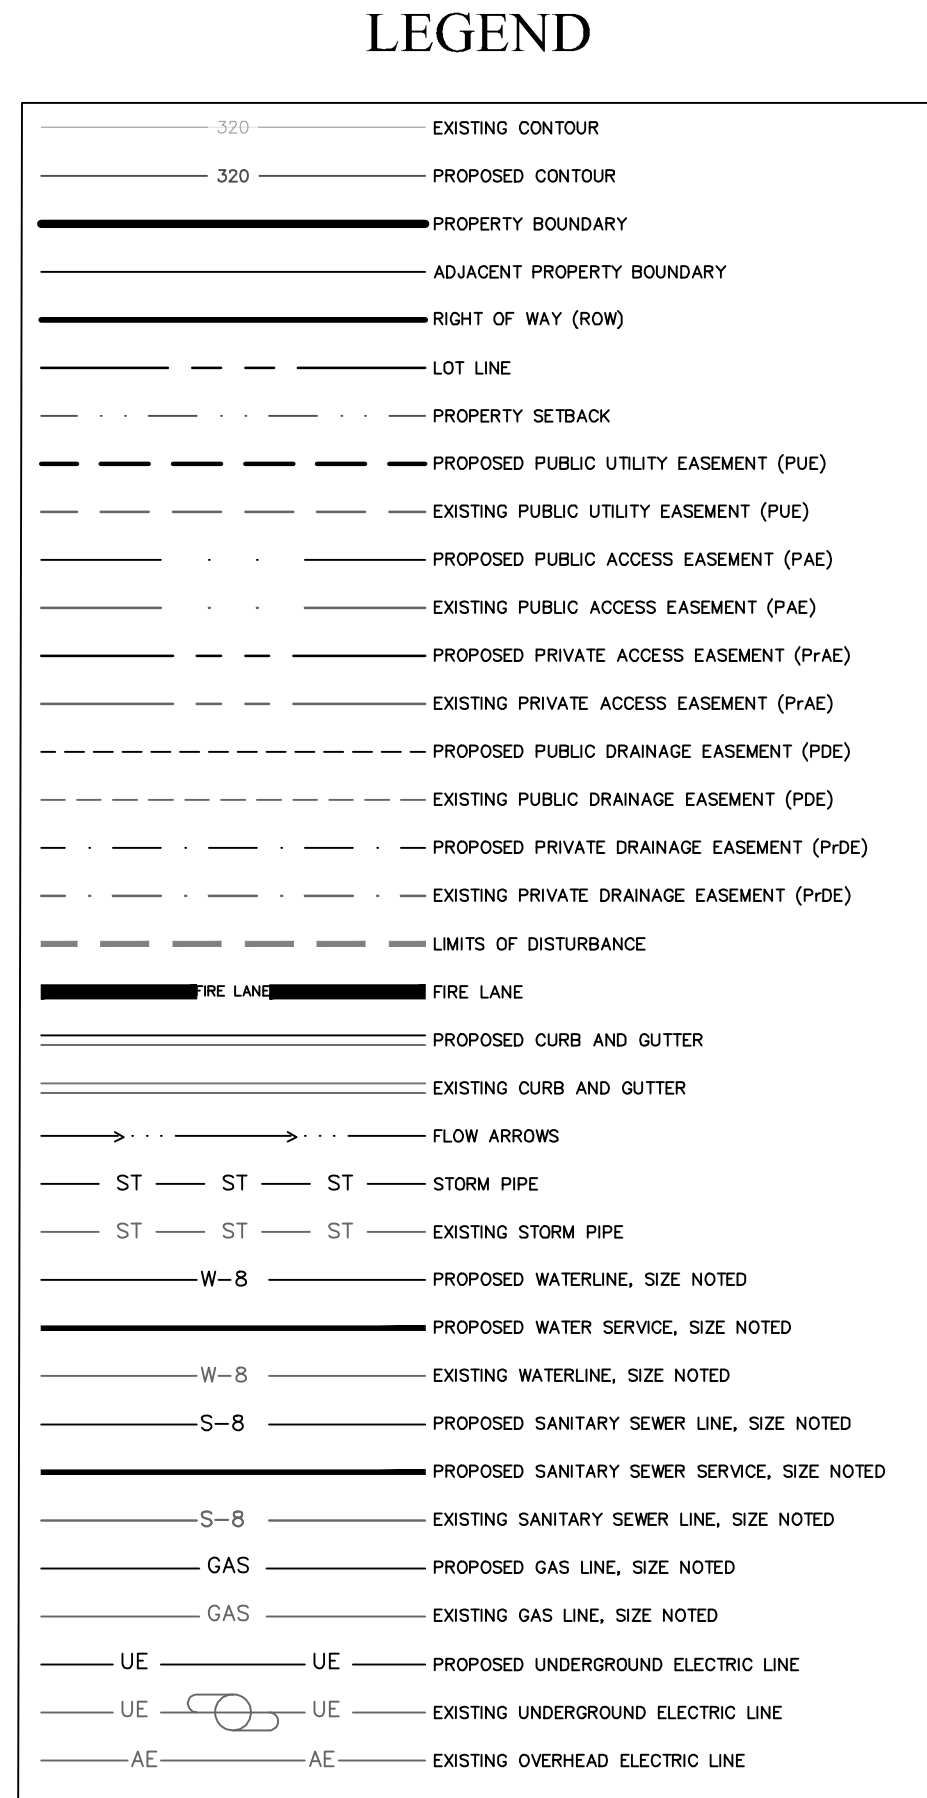 LEGEND
320 EXISTING CONTOUR
320 PROPOSED CONTOUR
PROPERTY BOUNDARY
ADJACENT PROPERTY BOUNDARY
RIGHT OF WAY (ROW)
LOT LINE
PROPERTY SETBACK
PROPOSED PUBLIC UTILITY EASEMENT (PUE)
EXISTING PUBLIC UTILITY EASEMENT (PUE)
PROPOSED PUBLIC ACCESS EASEMENT (PAE)
EXISTING PUBLIC ACCESS EASEMENT (PAE)
PROPOSED PRIVATE ACCESS EASEMENT (PrAE)
EXISTING PRIVATE ACCESS EASEMENT (PrAE)
PROPOSED PUBLIC DRAINAGE EASEMENT (PDE)
EXISTING PUBLIC DRAINAGE EASEMENT (PDE)
PROPOSED PRIVATE DRAINAGE EASEMENT (PrDE)
EXISTING PRIVATE DRAINAGE EASEMENT (PrDE)
LIMITS OF DISTURBANCE
FIRE LANE FIRE LANE
PROPOSED CURB AND GUTTER
EXISTING CURB AND GUTTER
FLOW ARROWS
ST ST ST STORM PIPE
ST ST ST EXISTING STORM PIPE
W-8 PROPOSED WATERLINE, SIZE NOTED
PROPOSED WATER SERVICE, SIZE NOTED
W-8 EXISTING WATERLINE, SIZE NOTED
S-8 PROPOSED SANITARY SEWER LINE, SIZE NOTED
PROPOSED SANITARY SEWER SERVICE, SIZE NOTED
S-8 EXISTING SANITARY SEWER LINE, SIZE NOTED
GAS PROPOSED GAS LINE, SIZE NOTED
GAS EXISTING GAS LINE, SIZE NOTED
UE UE PROPOSED UNDERGROUND ELECTRIC LINE
UE UE EXISTING UNDERGROUND ELECTRIC LINE
AE AE EXISTING OVERHEAD ELECTRIC LINE